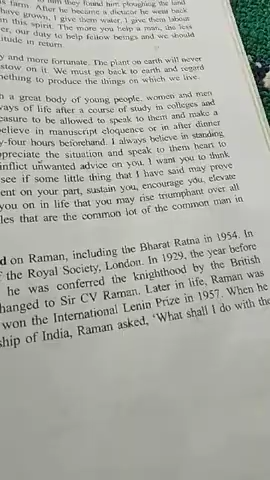 to him they found him ploughing the land
farm. After he become a dictator he went back
have grown, I give them water, I give them labour
in this spirit. The more you help a man, the less
er, our duty to help fellow beings and we should
titude in return.
y and more fortunate. The plant on earth will never
stow on it. We must go back to earth and regard
nething to produce the things on which we live.
h a great body of young people, women and men
ways of life after a course of study in colleges and
easure to be allowed to speak to them and make a
believe in manuscript eloquence or in after dinner
y-four hours beforehand. I always believe in standing
ppreciate the situation and speak to them heart to
inflict unwanted advice on you. I want you to think
see if some little thing that I have said may prove
ent on your part, sustain you, encourage you, elevate
you on in life that you may rise triumphant over all
les that are the common lot of the common man in
d on Raman, including the Bharat Ratna in 1954. In
f the Royal Society, London. In 1929, the year before
he was conferred the knighthood by the British
hanged to Sir CV Raman. Later in life, Raman was
won the International Lenin Prize in 1957. When he
ship of India, Raman asked, 'What shall I do with the